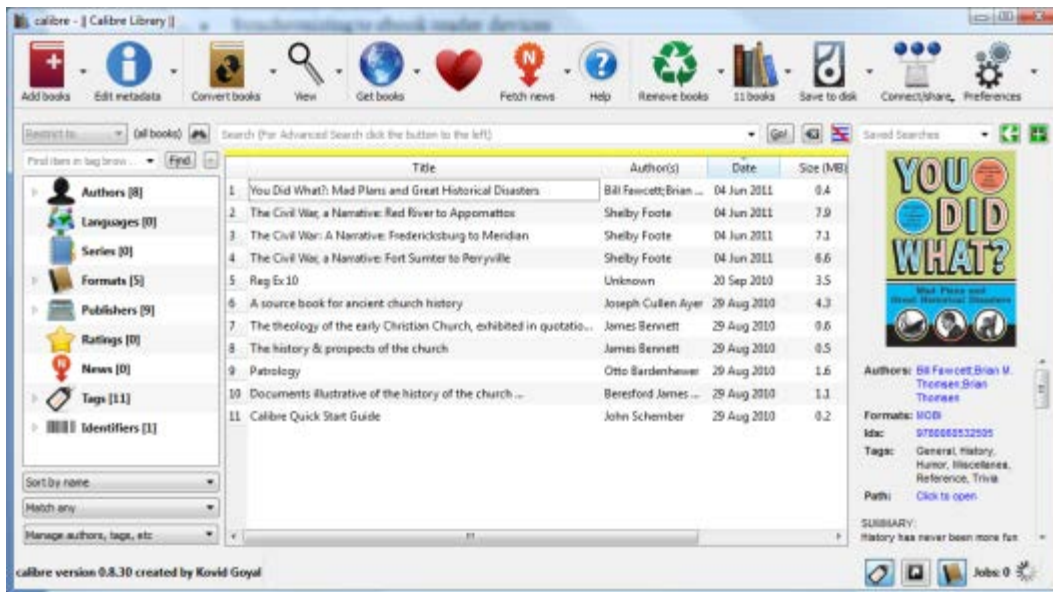 calibre - || Calibre Library ||
Synchronizing to ebook reader devices
Add books
Edit metadata
Convert books
View
Get books
Fetch news
Help
Remove books
11 books
Save to disk
Connect/share
Preferences
Restrict to
(all books)
Search (For Advanced Search click the button to the left)
Go!
Saved Searches
Find item in tag brow...
Find
Authors [8]
Languages [0]
Series [0]
Formats [5]
Publishers [9]
Ratings [0]
News [0]
Tags [11]
Identifiers [1]
Sort by name
Match any
Manage authors, tags, etc
Title Author(s) Date Size (MB)
1 You Did What?: Mad Plans and Great Historical Disasters Bill Fawcett;Brian ... 04 Jun 2011 0.4
2 The Civil War, a Narrative: Red River to Appomattox Shelby Foote 04 Jun 2011 7.9
3 The Civil War: A Narrative: Fredericksburg to Meridian Shelby Foote 04 Jun 2011 7.1
4 The Civil War, a Narrative: Fort Sumter to Perryville Shelby Foote 04 Jun 2011 6.6
5 Reg Ex 10 Unknown 20 Sep 2010 3.5
6 A source book for ancient church history Joseph Cullen Ayer 29 Aug 2010 4.3
7 The theology of the early Christian Church, exhibited in quotatio... James Bennett 29 Aug 2010 0.6
8 The history & prospects of the church James Bennett 29 Aug 2010 0.5
9 Patrology Otto Bardenhewer 29 Aug 2010 1.6
10 Documents illustrative of the history of the church ... Beresford James ... 29 Aug 2010 1.1
11 Calibre Quick Start Guide John Schember 29 Aug 2010 0.2
YOU
DID
WHAT?
Mad Plans and
Great Historical Disasters
Authors: Bill Fawcett;Brian M.
Thomsen;Brian
Thomsen
Formats: MOBI
Ids:
Tags: General, History,
Humor, Miscellanea,
Reference, Trivia
Path: Click to open
SUMMARY:
History has never been more fun
calibre version 0.8.30 created by Kovid Goyal
Jobs: 0